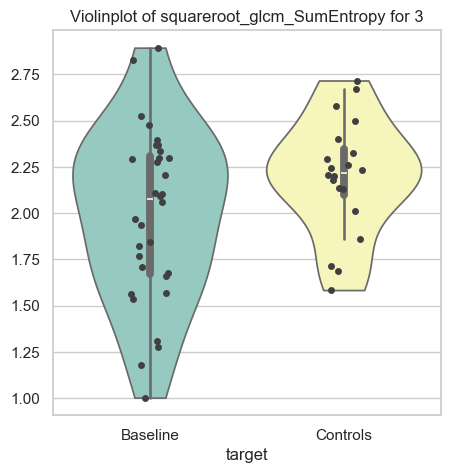 Violinplot of squareroot_glcm_SumEntropy for 3
2.75
2.50
2.25
2.00
1.75
1.50
1.25
1.00
Baseline Controls
target